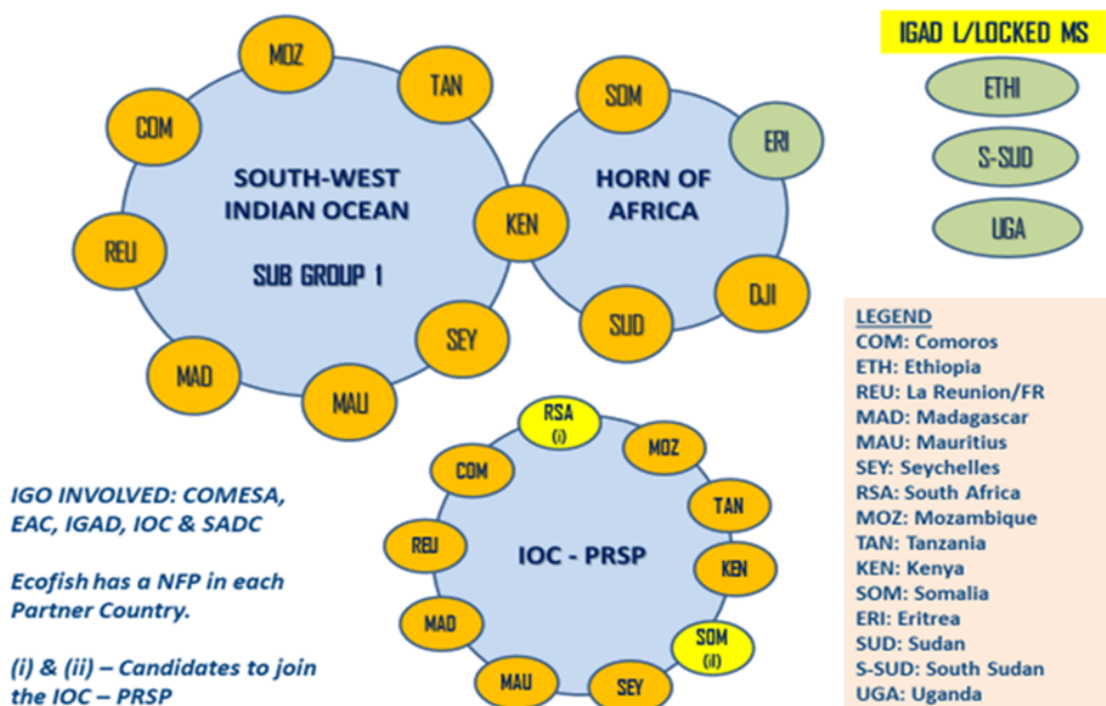 MOZ
TAN
COM
REU
MAD
MAU
SEY
KEN
SOUTH-WEST
INDIAN OCEAN
SUB GROUP 1
SOM
ERI
DJI
SUD
HORN OF
AFRICA
IGAD L/LOCKED MS
ETHI
S-SUD
UGA
RSA
(i)
MOZ
TAN
KEN
SOM
(iI)
SEY
MAU
MAD
REU
COM
IOC - PRSP
IGO INVOLVED: COMESA,
EAC, IGAD, IOC & SADC
Ecofish has a NFP in each
Partner Country.
(i) & (ii) – Candidates to join
the IOC – PRSP
LEGEND
COM: Comoros
ETH: Ethiopia
REU: La Reunion/FR
MAD: Madagascar
MAU: Mauritius
SEY: Seychelles
RSA: South Africa
MOZ: Mozambique
TAN: Tanzania
KEN: Kenya
SOM: Somalia
ERI: Eritrea
SUD: Sudan
S-SUD: South Sudan
UGA: Uganda